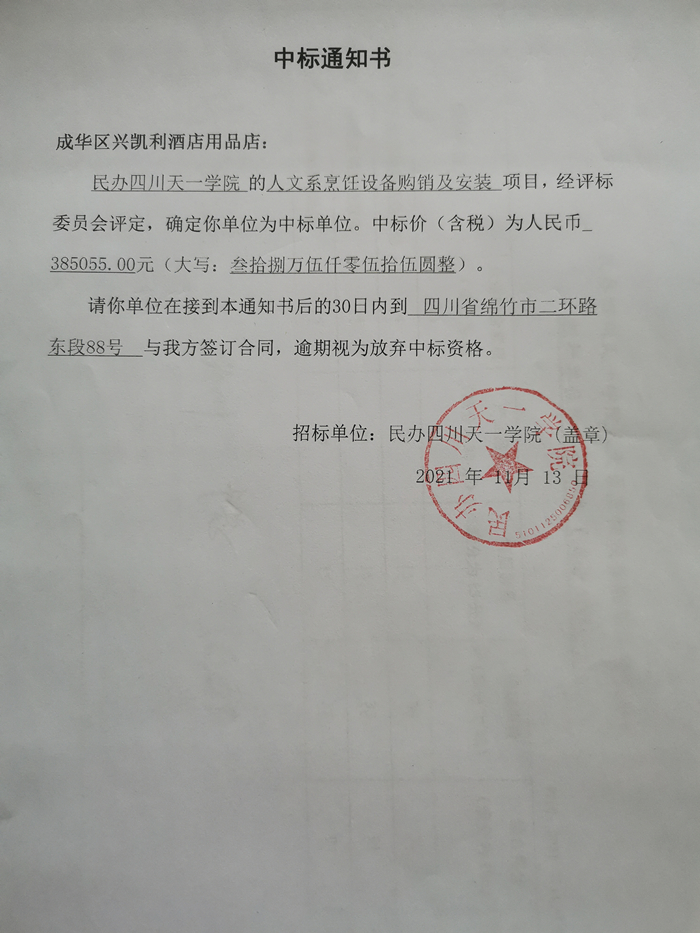 中标通知书
成华区兴凯利酒店用品店：
民办四川天一学院 的人文系烹饪设备购销及安装 项目，经评标
委员会评定，确定你单位为中标单位。中标价（含税）为人民币_
385055.00元（大写：叁拾捌万伍仟零伍拾伍圆整）。
请你单位在接到本通知书后的30日内到 四川省绵竹市二环路
东段88号 与我方签订合同，逾期视为放弃中标资格。
招标单位：民办四川天一学院（盖章）
2021 年 11月 13 日
民办四川天一学院